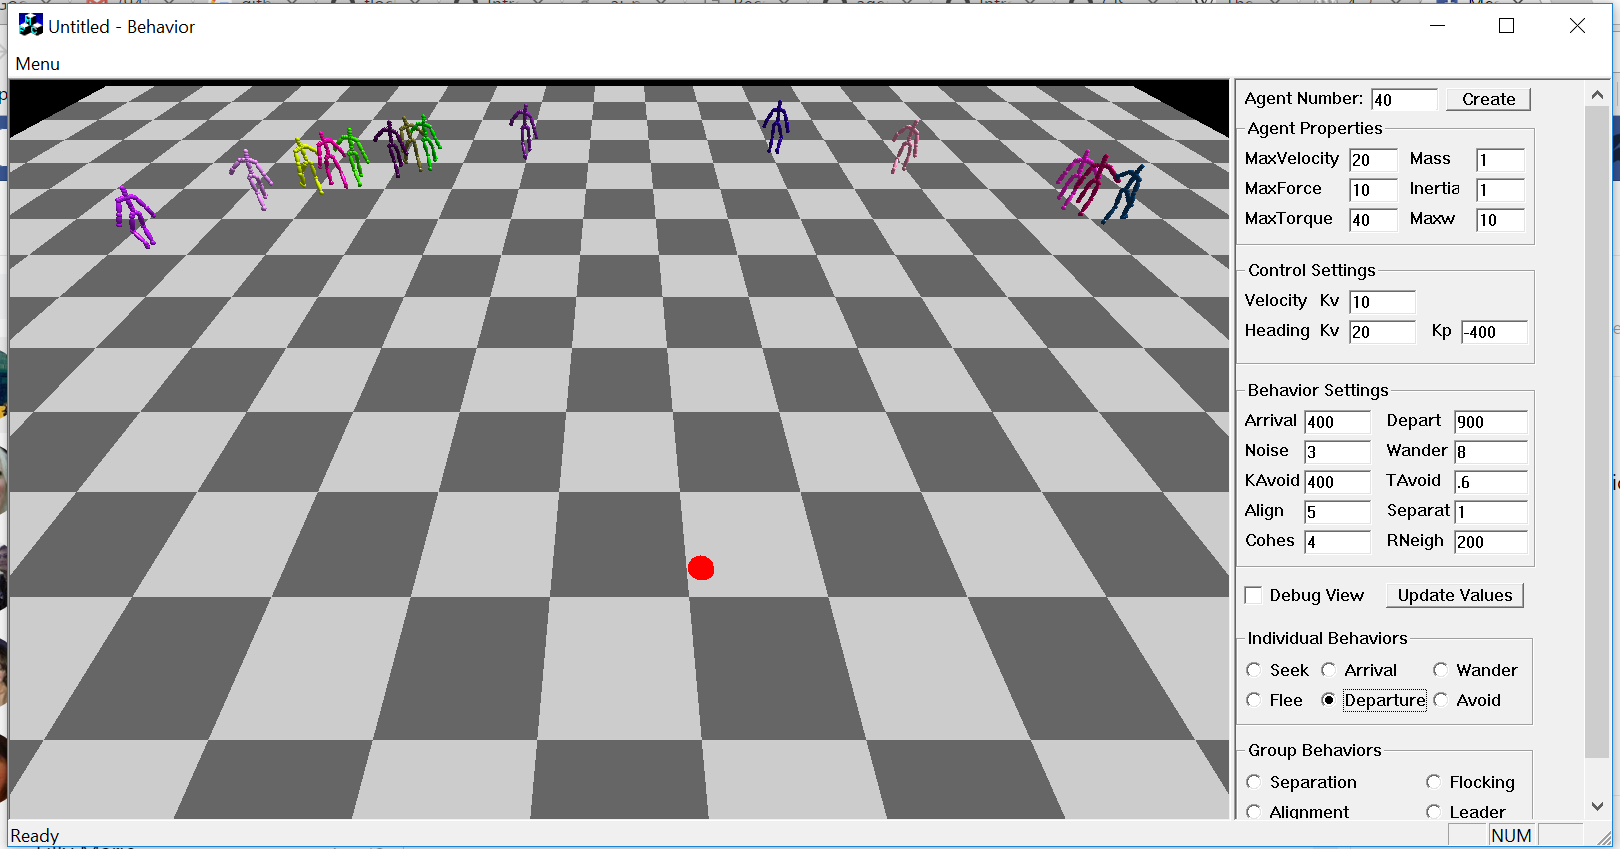 Untitled - Behavior
Menu
Agent Number: 40 Create
Agent Properties
MaxVelocity 20 Mass 1
MaxForce 10 Inertia 1
MaxTorque 40 Maxw 10
Control Settings
Velocity Kv 10
Heading Kv 20 Kp -400
Behavior Settings
Arrival 400 Depart 900
Noise 3 Wander 8
KAvoid 400 TAvoid .6
Align 5 Separat 1
Cohes 4 RNeigh 200
Debug View Update Values
Individual Behaviors
Seek Arrival Wander
Flee Departure Avoid
Group Behaviors
Separation Flocking
Alignment Leader
Ready NUM